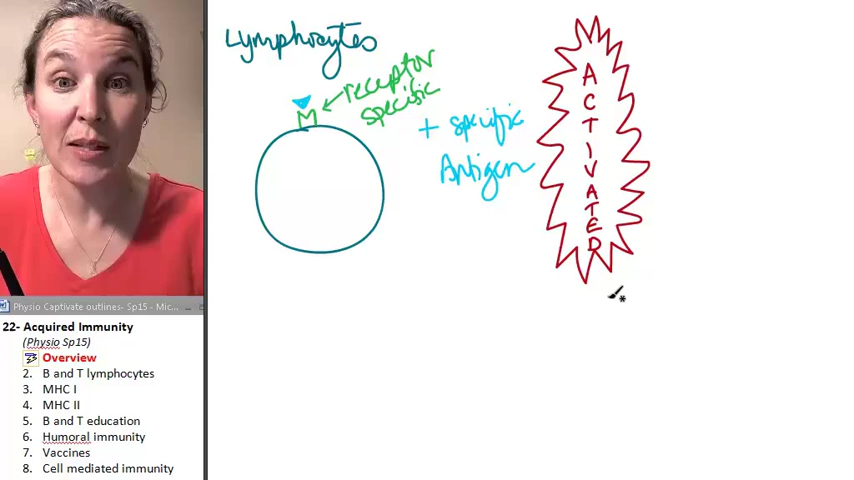 Lymphocytes
receptor
specific
M
+ specific
Antigen
ACTIVATED
Physio Captivate outlines- Sp15 - Mic...
22- Acquired Immunity
(Physio Sp15)
Overview
2. B and T lymphocytes
3. MHC I
4. MHC II
5. B and T education
6. Humoral immunity
7. Vaccines
8. Cell mediated immunity